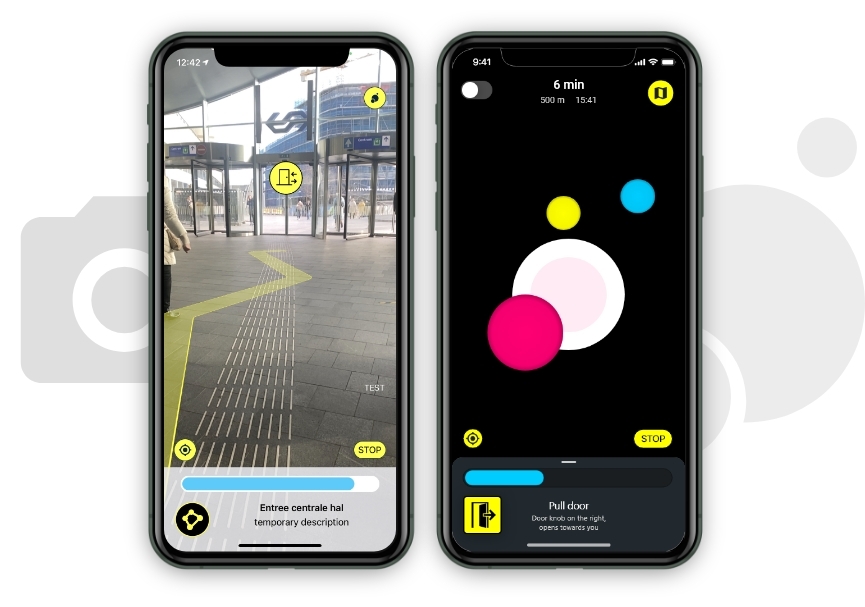 12:42
TEST
STOP
Entree centrale hal
temporary description
9:41
6 min
500 m 15:41
STOP
Pull door
Door knob on the right,
opens towards you